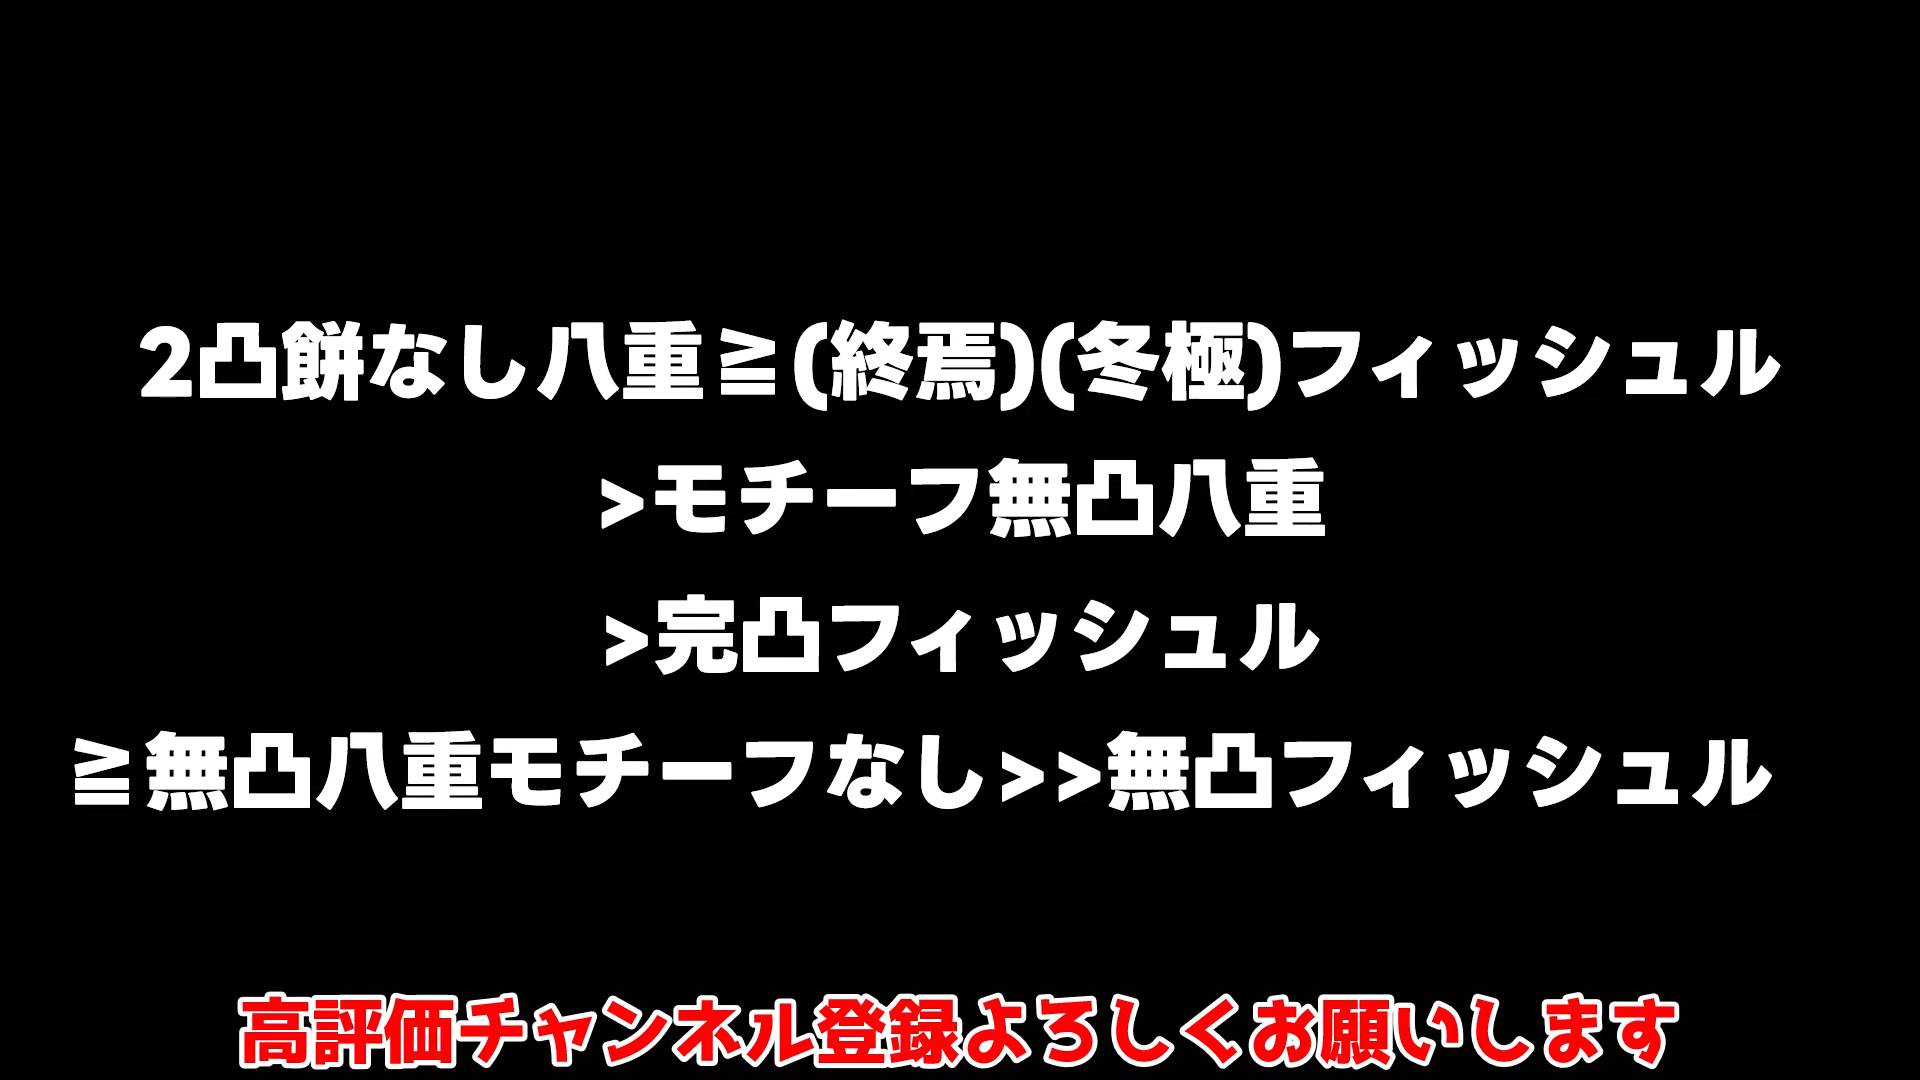 2凸餅なし八重≧(終焉)(冬極)フィッシュル
>モチーフ無凸八重
>完凸フィッシュル
≧無凸八重モチーフなし>>無凸フィッシュル
高評価チャンネル登録よろしくお願いします